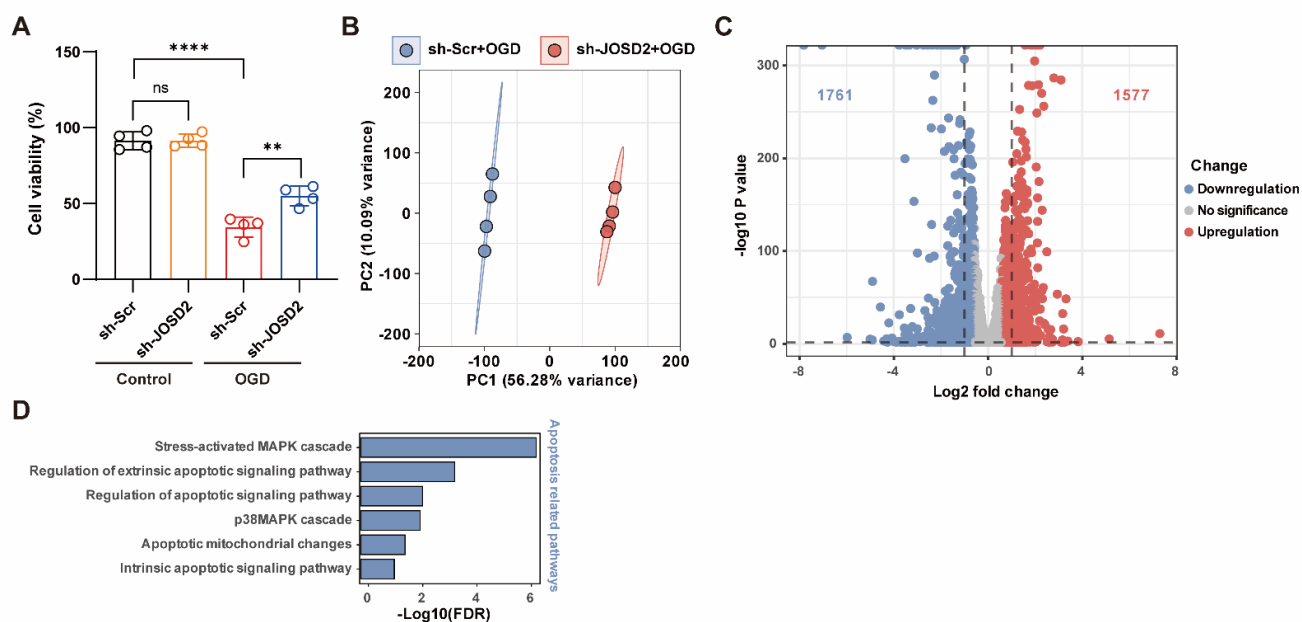 A
Cell viability (%)
150
100
50
0
****
ns
**
sh-Scr
sh-JOSD2
sh-Scr
sh-JOSD2
Control
OGD
B
sh-Scr+OGD
sh-JOSD2+OGD
PC2 (10.09% variance)
200
100
0
-100
-200
-200
-100
0
100
200
PC1 (56.28% variance)
C
-log10 P value
300
200
100
0
1761
1577
-8
-4
0
4
8
Log2 fold change
Change
Downregulation
No significance
Upregulation
D
Stress-activated MAPK cascade
Regulation of extrinsic apoptotic signaling pathway
Regulation of apoptotic signaling pathway
p38MAPK cascade
Apoptotic mitochondrial changes
Intrinsic apoptotic signaling pathway
0
2
4
6
-Log10(FDR)
Apoptosis related pathways